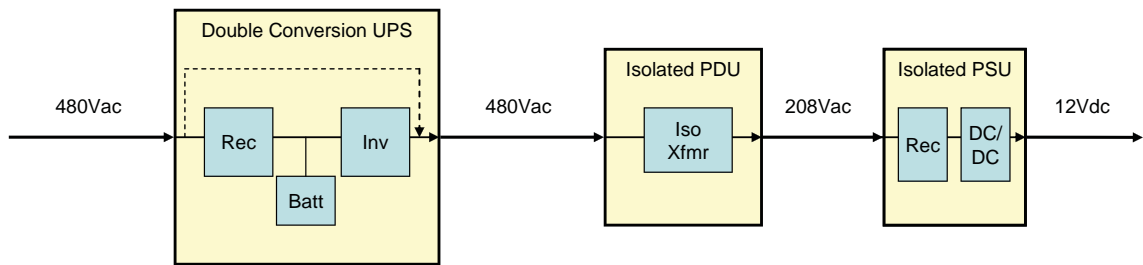 Double Conversion UPS
Isolated PDU
Isolated PSU
480Vac
480Vac
208Vac
12Vdc
Rec
Inv
Batt
Iso
Xfmr
Rec
DC/
DC